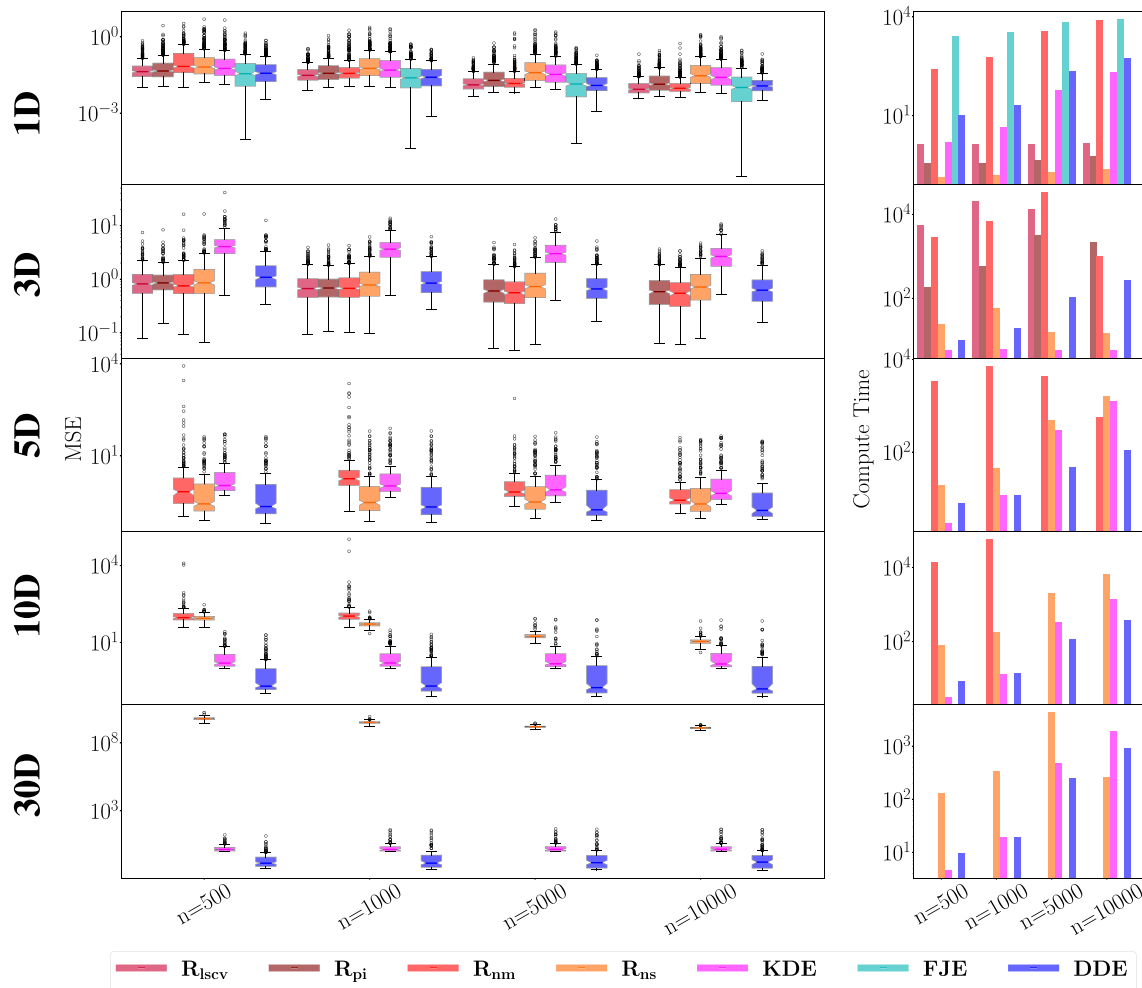 1D
10^0
10^-3
10^4
10^1
3D
10^1
10^0
10^-1
10^4
10^2
5D
MSE
10^4
10^1
Compute Time
10^4
10^2
10D
10^4
10^1
10^4
10^2
30D
10^8
10^3
10^3
10^2
10^1
n=500
n=1000
n=5000
n=10000
n=500
n=1000
n=5000
n=10000
R_lscv
R_pi
R_nm
R_ns
KDE
FJE
DDE